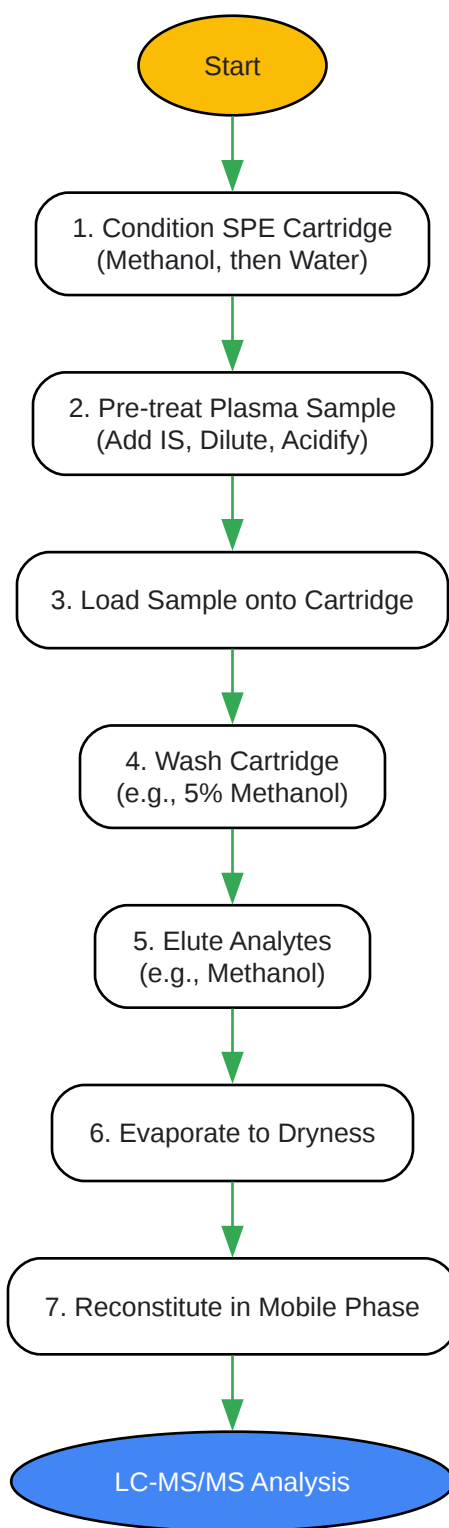 Start
1. Condition SPE Cartridge
(Methanol, then Water)
2. Pre-treat Plasma Sample
(Add IS, Dilute, Acidify)
3. Load Sample onto Cartridge
4. Wash Cartridge
(e.g., 5% Methanol)
5. Elute Analytes
(e.g., Methanol)
6. Evaporate to Dryness
7. Reconstitute in Mobile Phase
LC-MS/MS Analysis